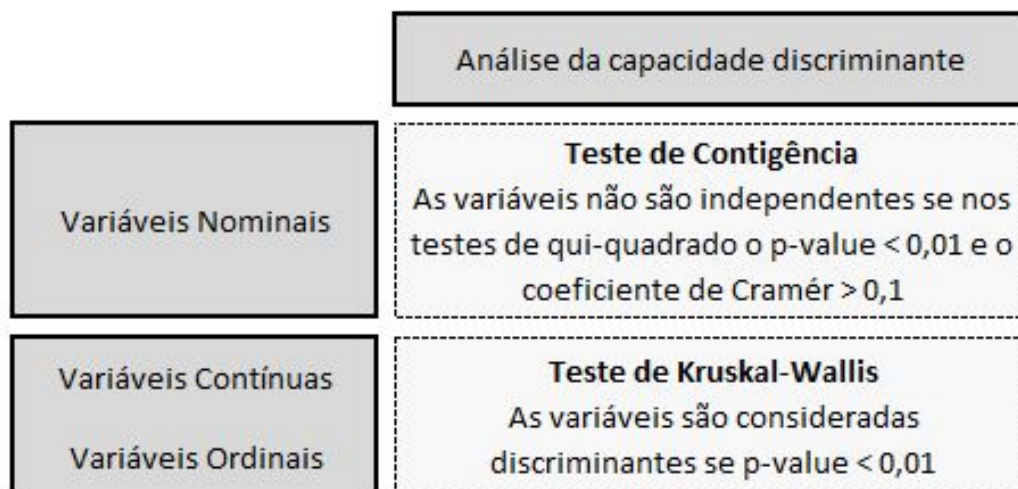 Análise da capacidade discriminante
Variáveis Nominais
Teste de Contigência
As variáveis não são independentes se nos
testes de qui-quadrado o p-value < 0,01 e o
coeficiente de Cramér > 0,1
Variáveis Contínuas
Variáveis Ordinais
Teste de Kruskal-Wallis
As variáveis são consideradas
discriminantes se p-value < 0,01